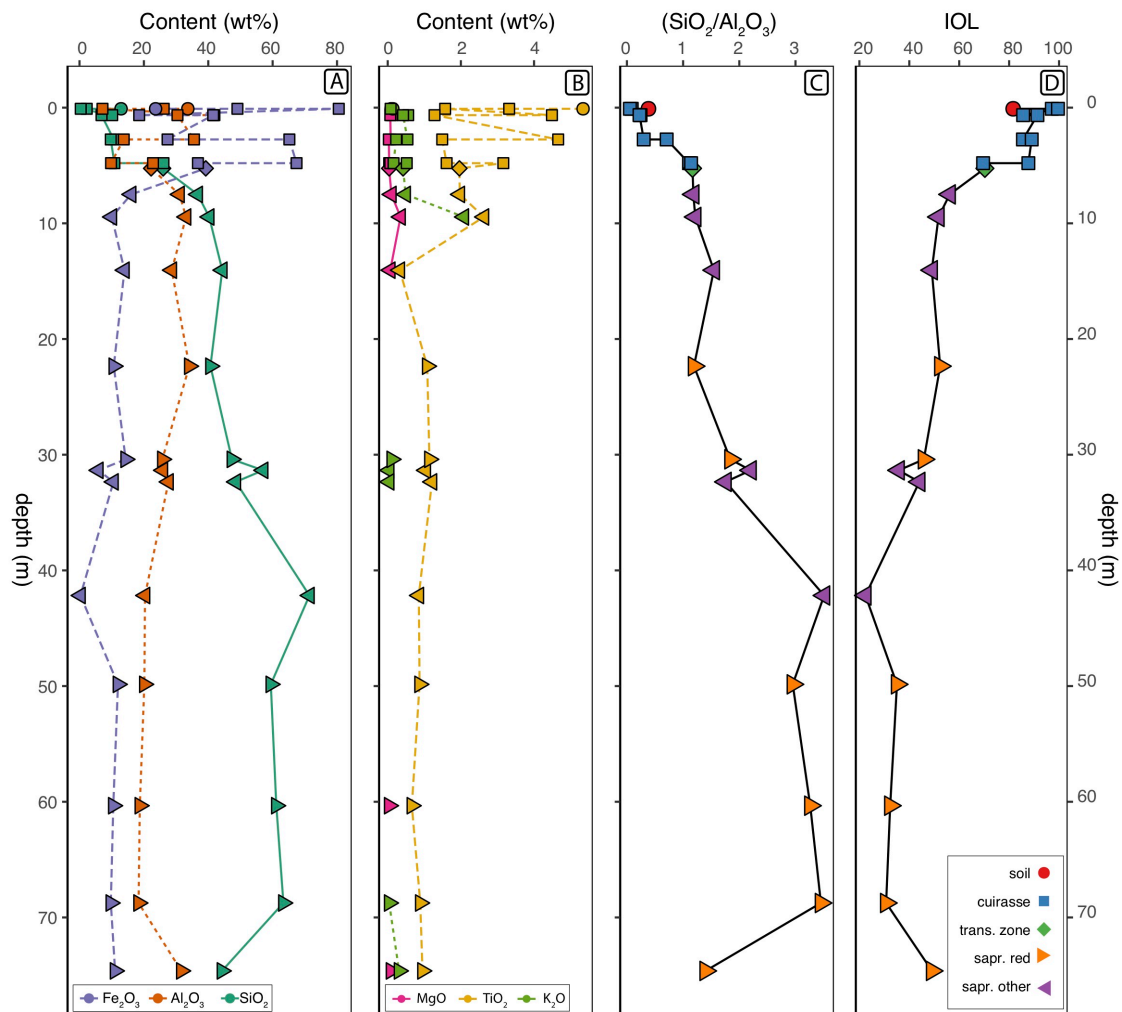 Content (wt%)
Content (wt%)
(SiO₂/Al₂O₃)
IOL
0 20 40 60 80
0 2 4
0 1 2 3
20 40 60 80 100
A
B
C
D
0
10
20
30
40
50
60
70
depth (m)
0
10
20
30
40
50
60
70
depth (m)
Fe₂O₃ Al₂O₃ SiO₂
MgO TiO₂ K₂O
soil
cuirasse
trans. zone
sapr. red
sapr. other